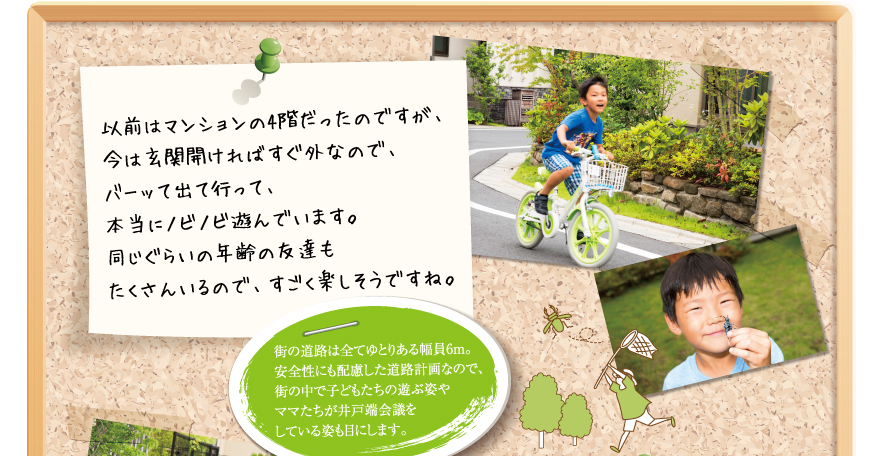 以前はマンションの4階だったのですが、
今は玄関開ければすぐ外なので、
バーッて出て行って、
本当にノビノビ遊んでいます。
同じぐらいの年齢の友達も
たくさんいるので、すごく楽しそうですね。
街の道路は全てゆとりある幅員6m。
安全性にも配慮した道路計画なので、
街の中で子どもたちの遊ぶ姿や
ママたちが井戸端会議を
している姿も目にします。